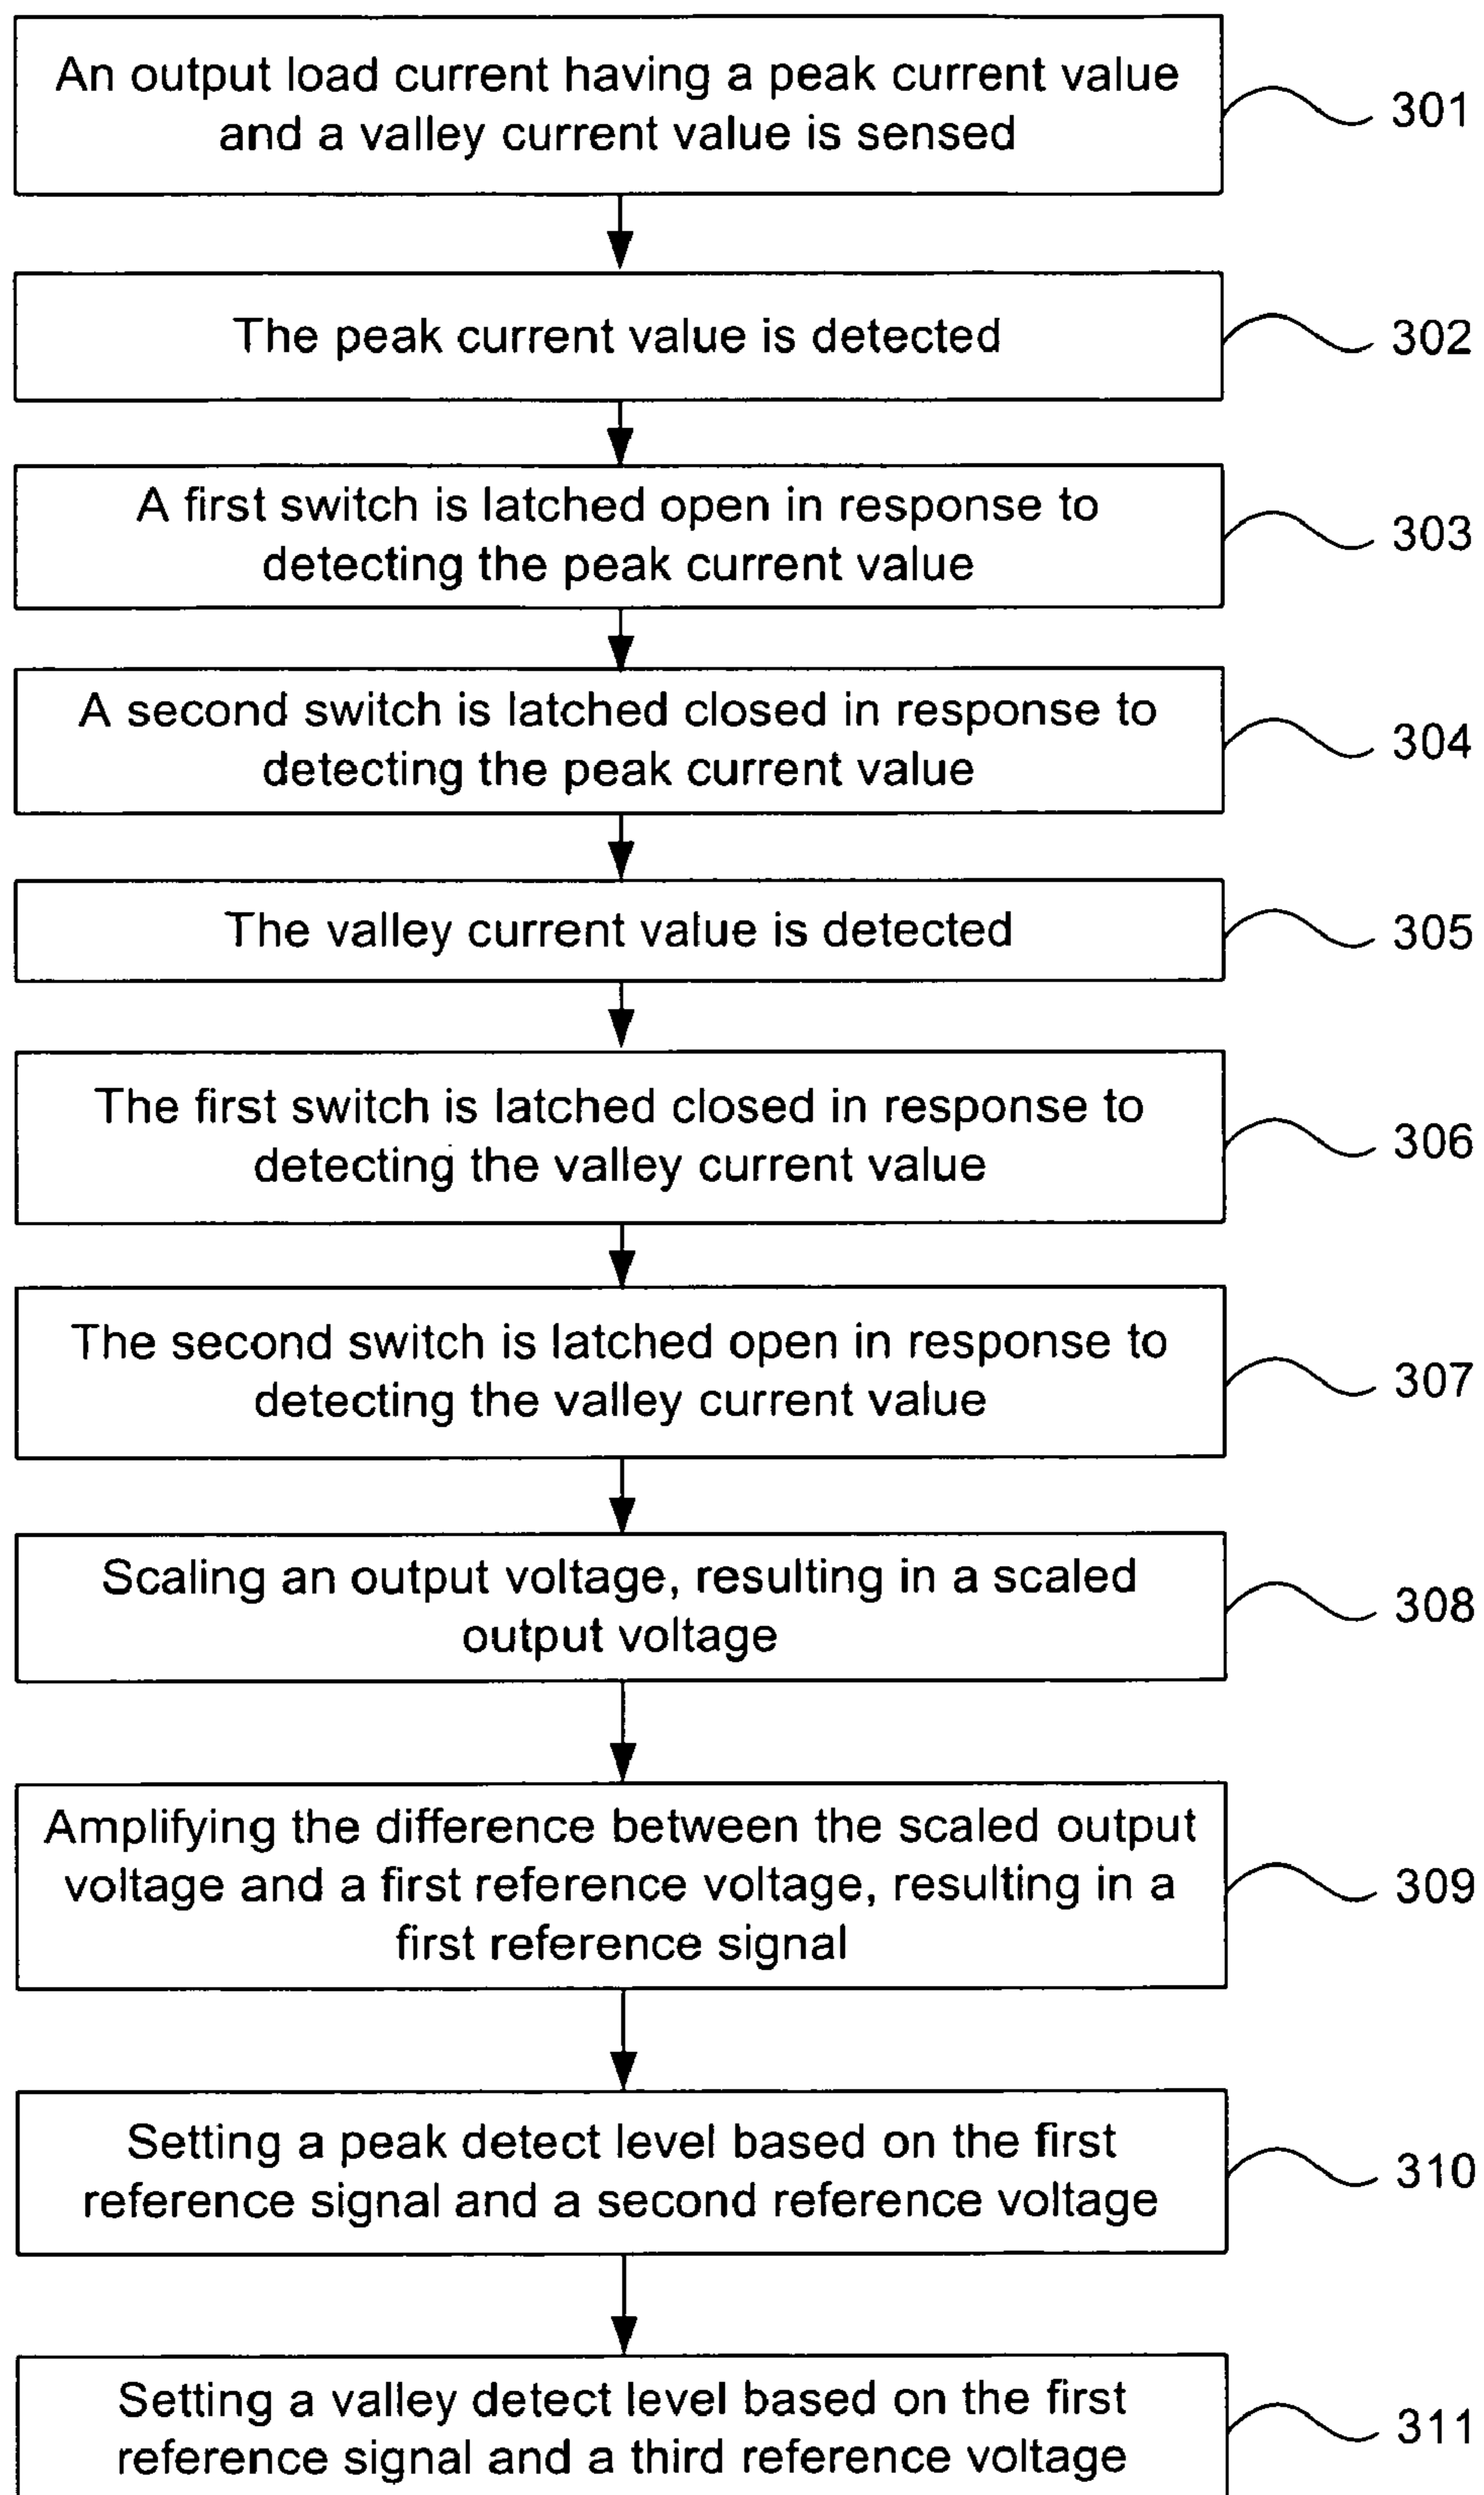 An output load current having a peak current value
and a valley current value is sensed
301
The peak current value is detected
302
A first switch is latched open in response to
detecting the peak current value
303
A second switch is latched closed in response to
detecting the peak current value
304
The valley current value is detected
305
The first switch is latched closed in response to
detecting the valley current value
306
The second switch is latched open in response to
detecting the valley current value
307
Scaling an output voltage, resulting in a scaled
output voltage
308
Amplifying the difference between the scaled output
voltage and a first reference voltage, resulting in a
first reference signal
309
Setting a peak detect level based on the first
reference signal and a second reference voltage
310
Setting a valley detect level based on the first
reference signal and a third reference voltage
311